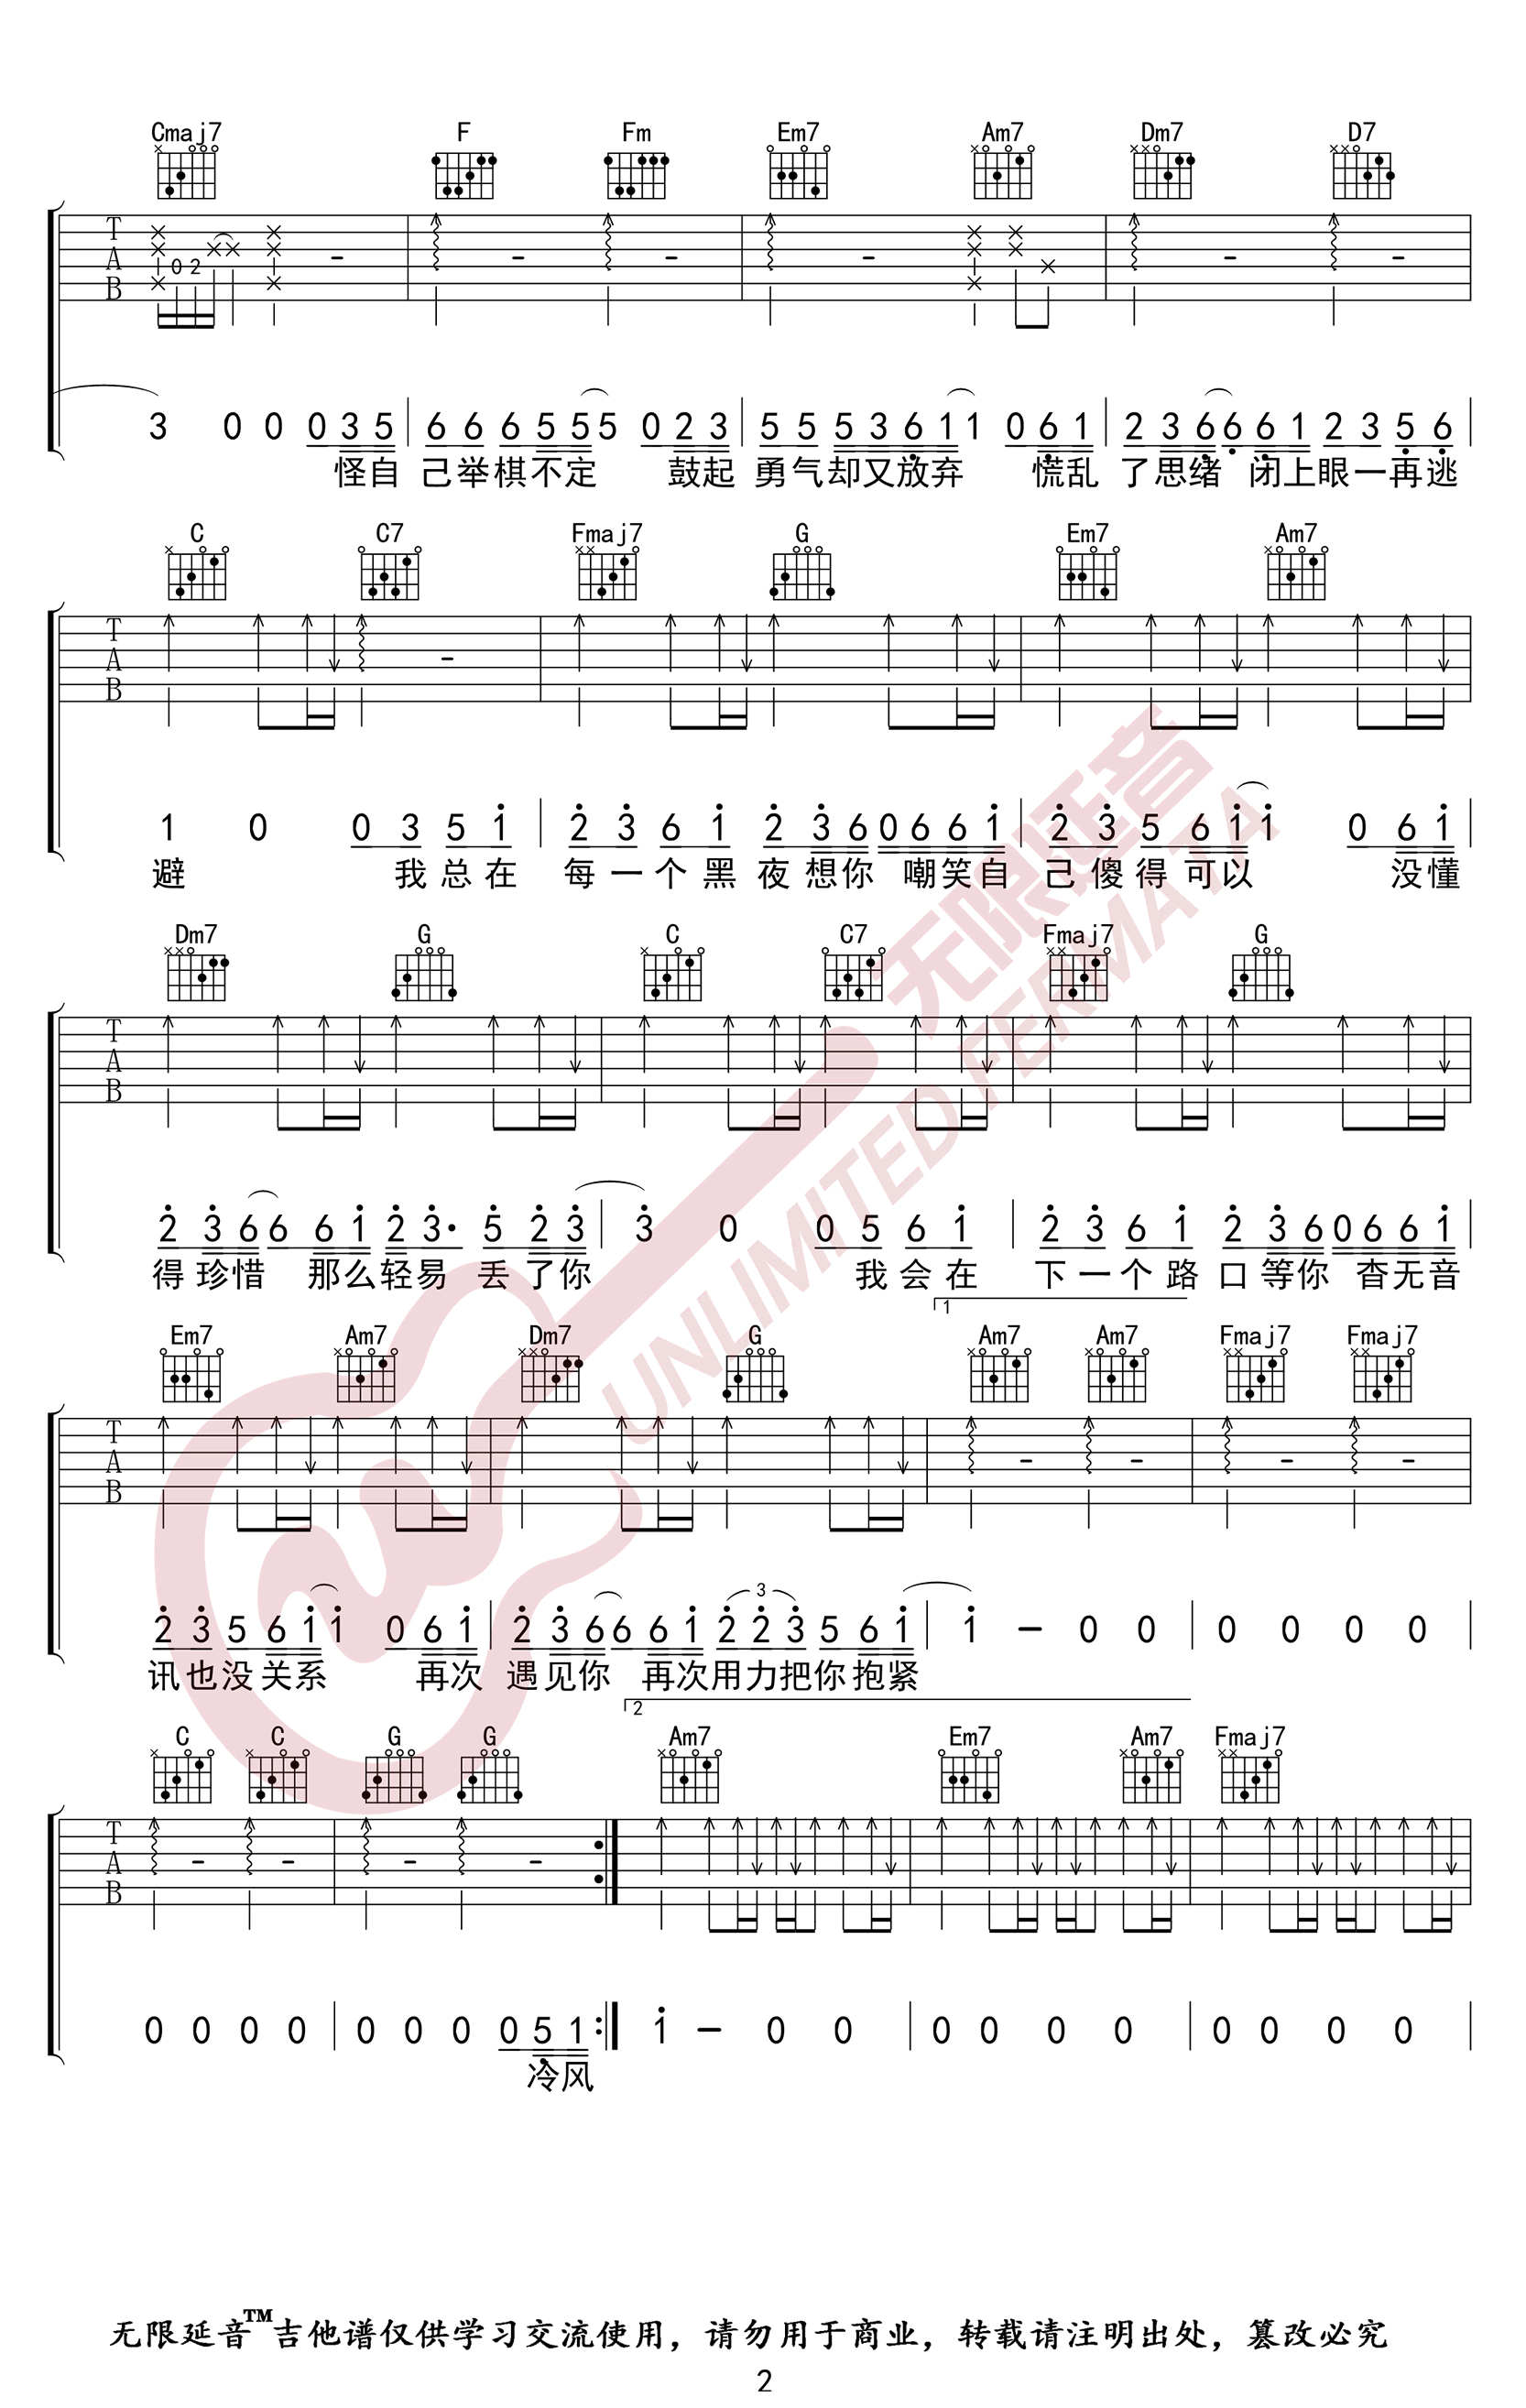 Cmaj7 F Fm Em7 Am7 Dm7 D7
T A B 0 2
3 0 0 0 3 5 | 6 6 6 5 5 5 0 2 3 | 5 5 5 3 6 1 1 0 6 1 | 2 3 6 6 6 1 2 3 5 6 |
怪自 己举棋不定 鼓起 勇气却又放弃 慌乱 了思绪 闭上眼一再逃
C C7 Fmaj7 G Em7 Am7
T A B
1 0 0 3 5 1 | 2 3 6 1 2 3 6 0 6 6 1 | 2 3 5 6 1 1 0 6 1 |
避 我总在 每一个黑夜想你 嘲笑自 己傻得可以 没懂
Dm7 G C C7 Fmaj7 G
T A B
2 3 6 6 6 1 2 3· 5 2 3 | 3 0 0 5 6 1 | 2 3 6 1 2 3 6 0 6 6 1 |
得珍惜 那么轻易 丢了你 我会在 下一个路口等你 杳无音
1
Em7 Am7 Dm7 G Am7 Am7 Fmaj7 Fmaj7
T A B
3
2 3 5 6 1 1 0 6 1 | 2 3 6 6 6 1 2 2 3 5 6 1 | 1 – 0 0 | 0 0 0 0 |
讯也没关系 再次 遇见你 再次用力把你抱紧
2
C C G G Am7 Em7 Am7 Fmaj7
T A B
0 0 0 0 | 0 0 0 0 5 1 :| 1 – 0 0 | 0 0 0 0 | 0 0 0 0 |
冷风
无限延音
UNLIMITED FERMATA
无限延音™吉他谱仅供学习交流使用，请勿用于商业，转载请注明出处，篡改必究
2